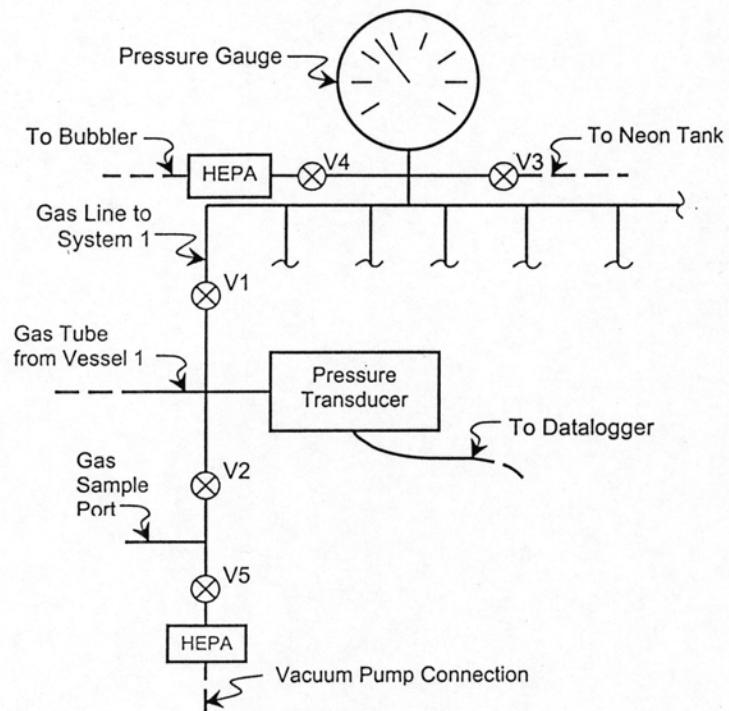 Pressure Gauge
To Bubbler
HEPA
V4
V3
To Neon Tank
Gas Line to
System 1
V1
Gas Tube
from Vessel 1
Pressure
Transducer
To Datalogger
Gas
Sample
Port
V2
V5
HEPA
Vacuum Pump Connection